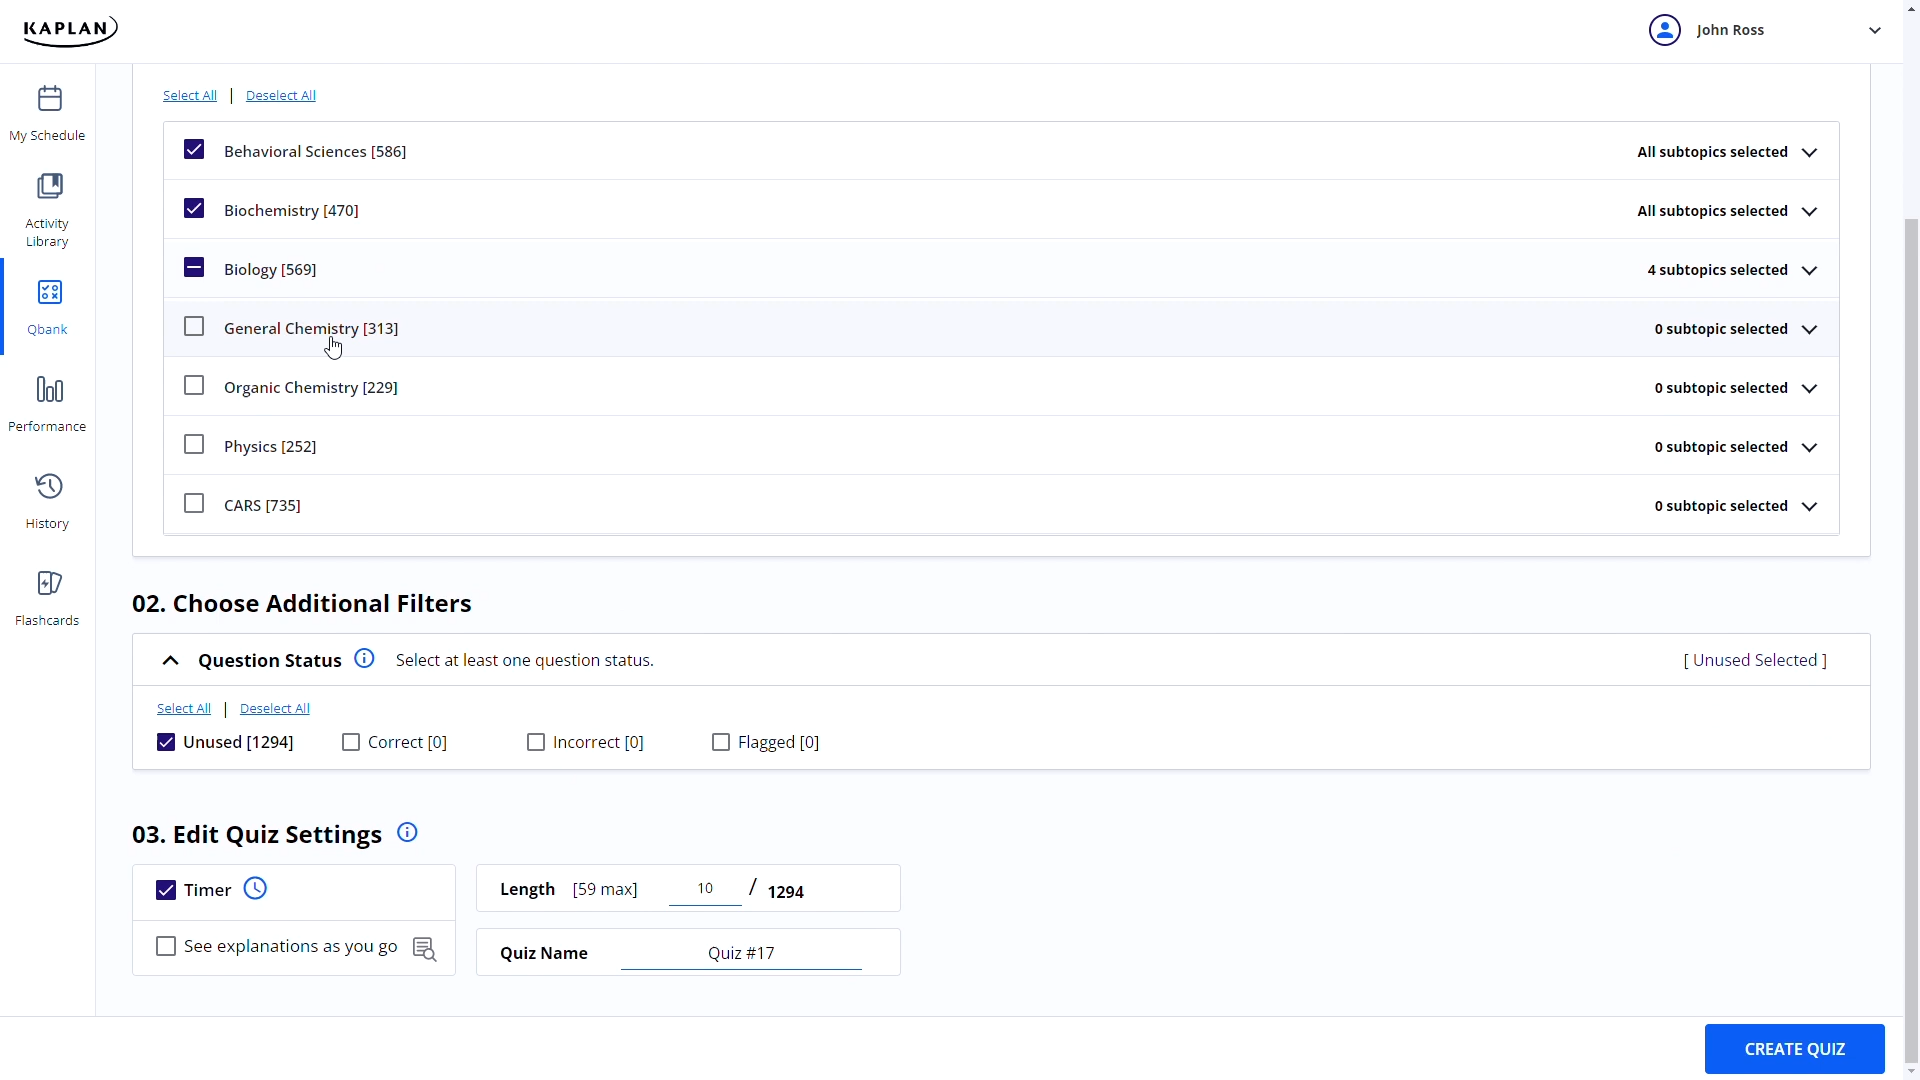 KAPLAN
John Ross
My Schedule
Activity
Library
Qbank
Performance
History
Flashcards
Select All | Deselect All
Behavioral Sciences [586] All subtopics selected
Biochemistry [470] All subtopics selected
Biology [569] 4 subtopics selected
General Chemistry [313] 0 subtopic selected
Organic Chemistry [229] 0 subtopic selected
Physics [252] 0 subtopic selected
CARS [735] 0 subtopic selected
02. Choose Additional Filters
Question Status Select at least one question status. [ Unused Selected ]
Select All | Deselect All
Unused [1294] Correct [0] Incorrect [0] Flagged [0]
03. Edit Quiz Settings
Timer
See explanations as you go
Length [59 max] 10 / 1294
Quiz Name Quiz #17
CREATE QUIZ